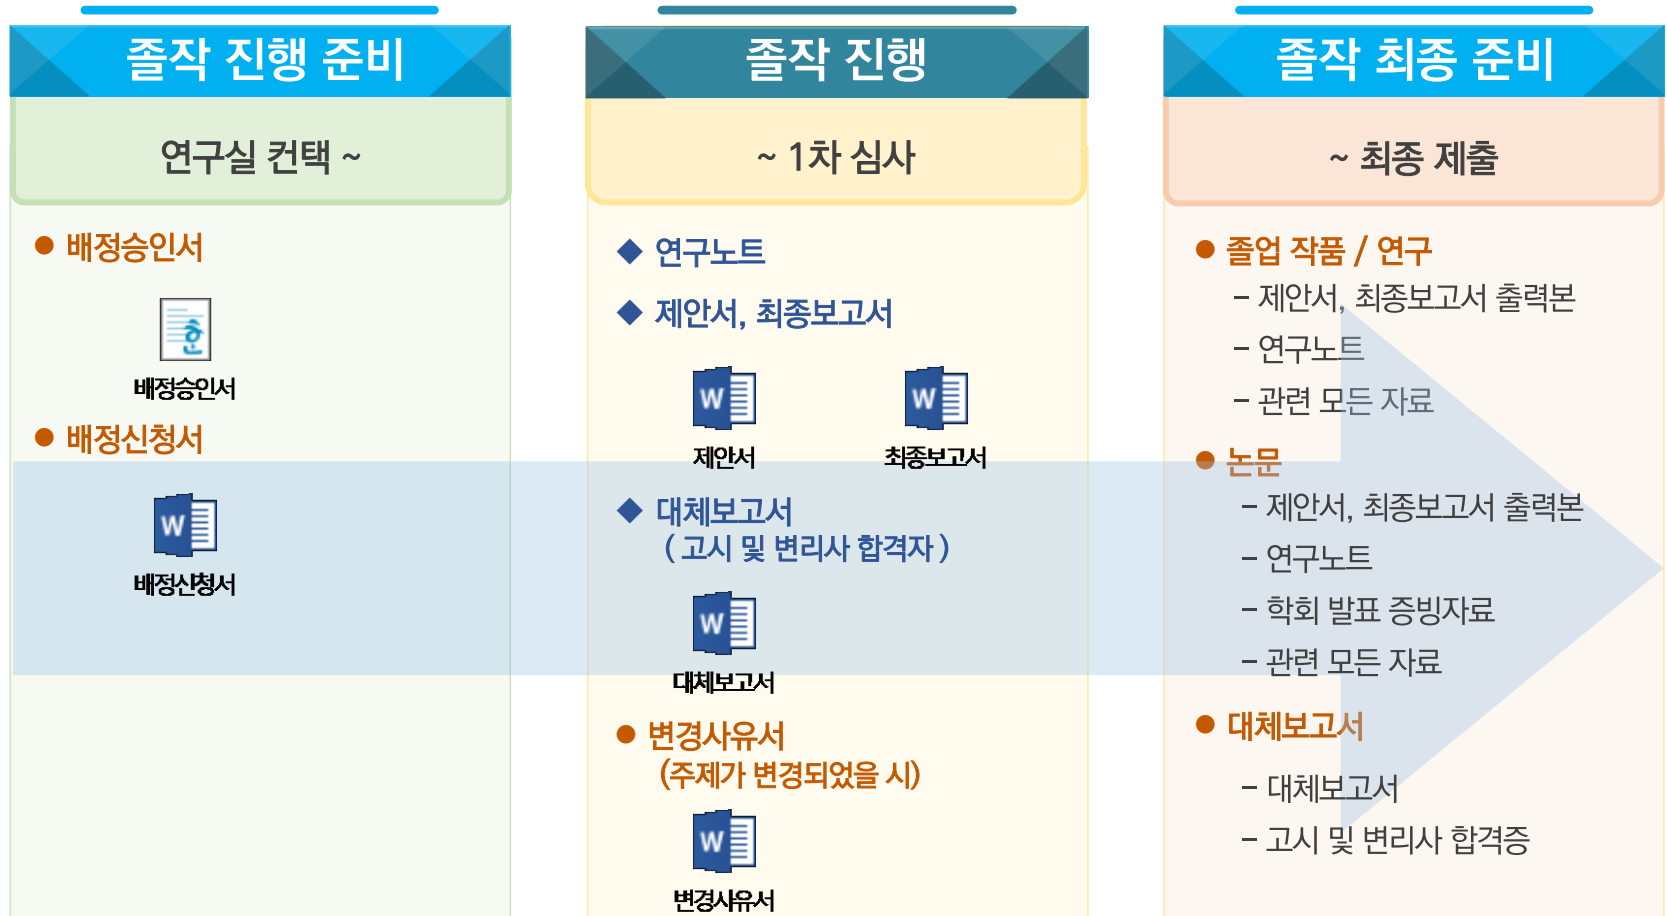 졸작 진행 준비
연구실 컨택 ~
● 배정승인서
배정승인서
● 배정신청서
W
배정신청서
졸작 진행
~ 1차 심사
◆ 연구노트
◆ 제안서, 최종보고서
W W
제안서 최종보고서
◆ 대체보고서
( 고시 및 변리사 합격자 )
W
대체보고서
● 변경사유서
(주제가 변경되었을 시)
W
변경사유서
졸작 최종 준비
~ 최종 제출
● 졸업 작품 / 연구
– 제안서, 최종보고서 출력본
– 연구노트
– 관련 모든 자료
● 논문
– 제안서, 최종보고서 출력본
– 연구노트
– 학회 발표 증빙자료
– 관련 모든 자료
● 대체보고서
– 대체보고서
– 고시 및 변리사 합격증